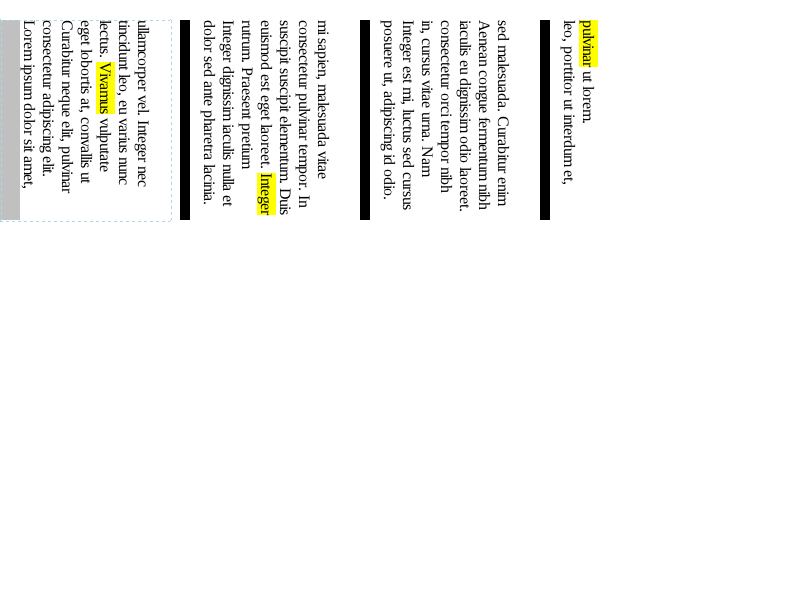 Lorem ipsum dolor sit amet,
consectetur adipiscing elit.
Curabitur neque elit, pulvinar
eget lobortis at, convallis ut
lectus. Vivamus vulputate
tincidunt leo, eu varius nunc
ullamcorper vel. Integer nec
dolor sed ante pharetra lacinia.
Integer dignissim iaculis nulla et
rutrum. Praesent pretium
euismod est eget laoreet. Integer
suscipit suscipit elementum. Duis
consectetur pulvinar tempor. In
mi sapien, malesuada vitae
posuere ut, adipiscing id odio.
Integer est mi, luctus sed cursus
in, cursus vitae urna. Nam
consectetur orci tempor nibh
iaculis eu dignissim odio laoreet.
Aenean congue fermentum nibh
sed malesuada. Curabitur enim
leo, porttitor ut interdum et,
pulvinar ut lorem.